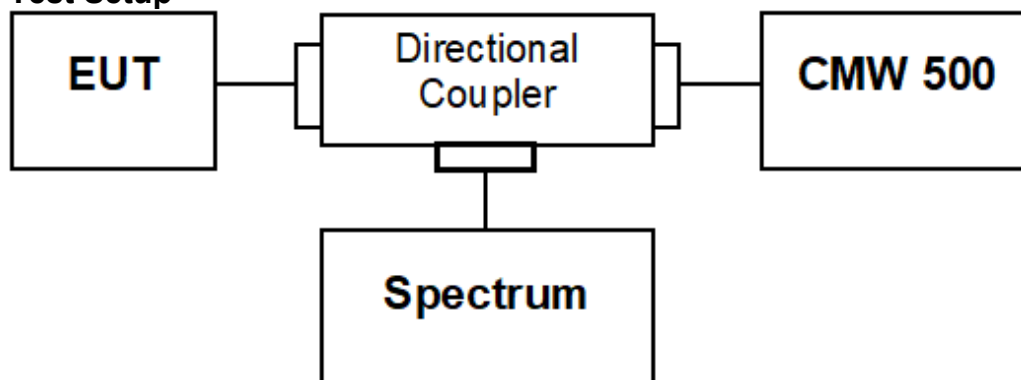 Test Setup
EUT
Directional
Coupler
CMW 500
Spectrum